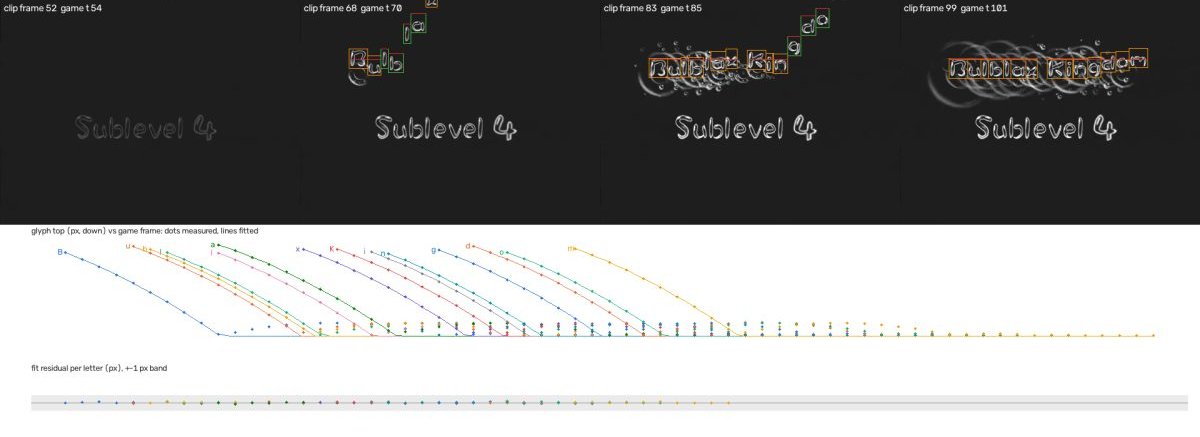 clip frame 52 game t 54
clip frame 68 game t 70
clip frame 83 game t 85
clip frame 99 game t 101
Bulb
l
a
Bulblax Kin
g
d
o
Bulblax Kingdom
Sublevel 4
Sublevel 4
Sublevel 4
Sublevel 4
glyph top (px, down) vs game frame: dots measured, lines fitted
B u b l a l x K i n g d o m
fit residual per letter (px), +-1 px band